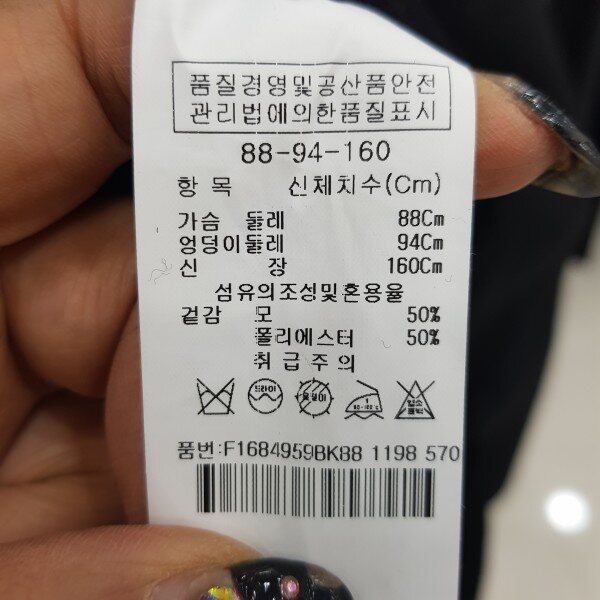 품질경영및공산품안전
관리법에의한품질표시
88-94-160
항 목 신체치수(Cm)
가슴 둘레 88Cm
엉덩이둘레 94Cm
신 장 160Cm
섬유의조성및혼용율
겉감 모 50%
폴리에스터 50%
취급주의
드라이
품번:F1684959BK88 1198 570